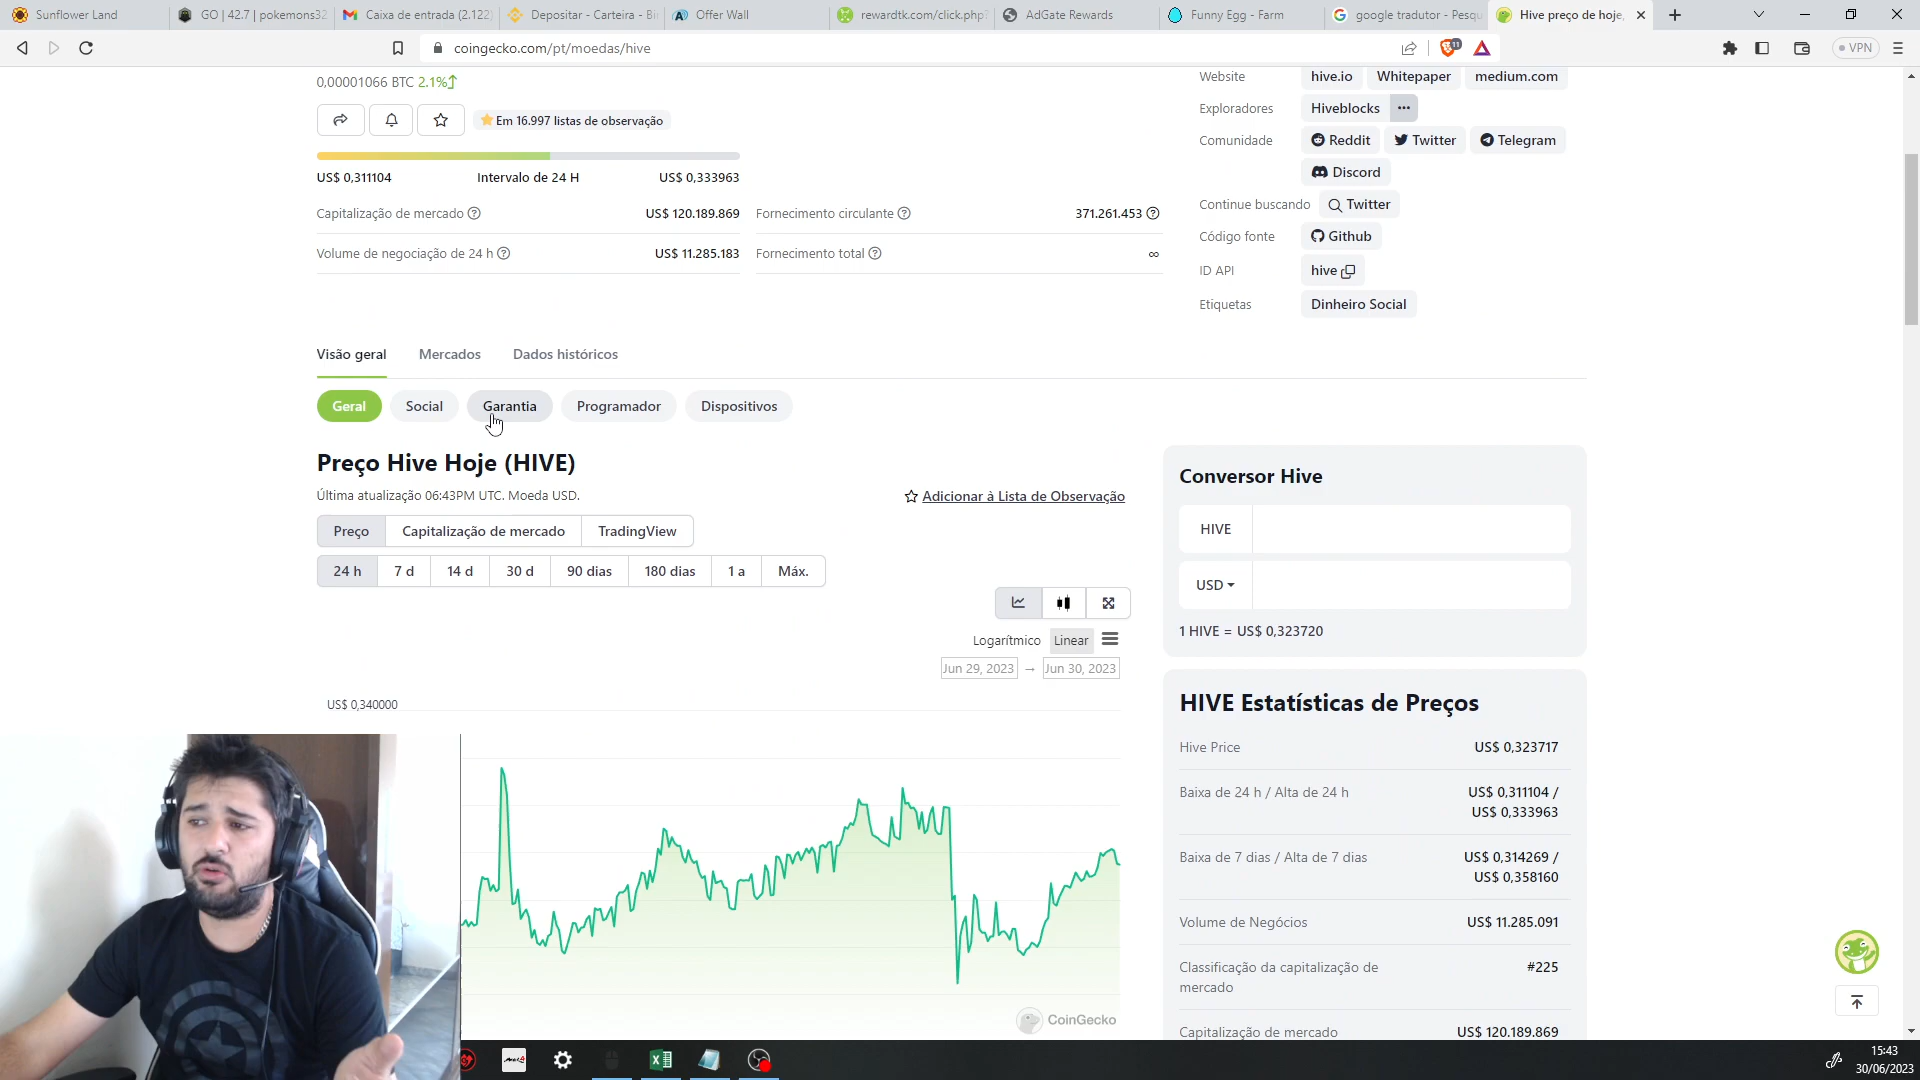 Sunflower Land
GO | 42.7 | pokemons32
Caixa de entrada (2.122)
Depositar - Carteira - Bi
Offer Wall
rewardtk.com/click.php?
AdGate Rewards
Funny Egg - Farm
google tradutor - Pesqu
Hive preço de hoje,
coingecko.com/pt/moedas/hive
11
VPN
0,00001066 BTC 2.1%
Em 16.997 listas de observação
US$ 0,311104
Intervalo de 24 H
US$ 0,333963
Capitalização de mercado
US$ 120.189.869
Fornecimento circulante
371.261.453
Volume de negociação de 24 h
US$ 11.285.183
Fornecimento total
∞
Website
hive.io
Whitepaper
medium.com
Exploradores
Hiveblocks
Comunidade
Reddit
Twitter
Telegram
Discord
Continue buscando
Twitter
Código fonte
Github
ID API
hive
Etiquetas
Dinheiro Social
Visão geral
Mercados
Dados históricos
Geral
Social
Garantia
Programador
Dispositivos
Preço Hive Hoje (HIVE)
Última atualização 06:43PM UTC. Moeda USD.
Adicionar à Lista de Observação
Preço
Capitalização de mercado
TradingView
24 h
7 d
14 d
30 d
90 dias
180 dias
1 a
Máx.
Logarítmico
Linear
Jun 29, 2023 → Jun 30, 2023
US$ 0,340000
CoinGecko
Conversor Hive
HIVE
USD
1 HIVE = US$ 0,323720
HIVE Estatísticas de Preços
Hive Price
US$ 0,323717
Baixa de 24 h / Alta de 24 h
US$ 0,311104 /
US$ 0,333963
Baixa de 7 dias / Alta de 7 dias
US$ 0,314269 /
US$ 0,358160
Volume de Negócios
US$ 11.285.091
Classificação da capitalização de
mercado
#225
Capitalização de mercado
US$ 120.189.869
15:43
30/06/2023